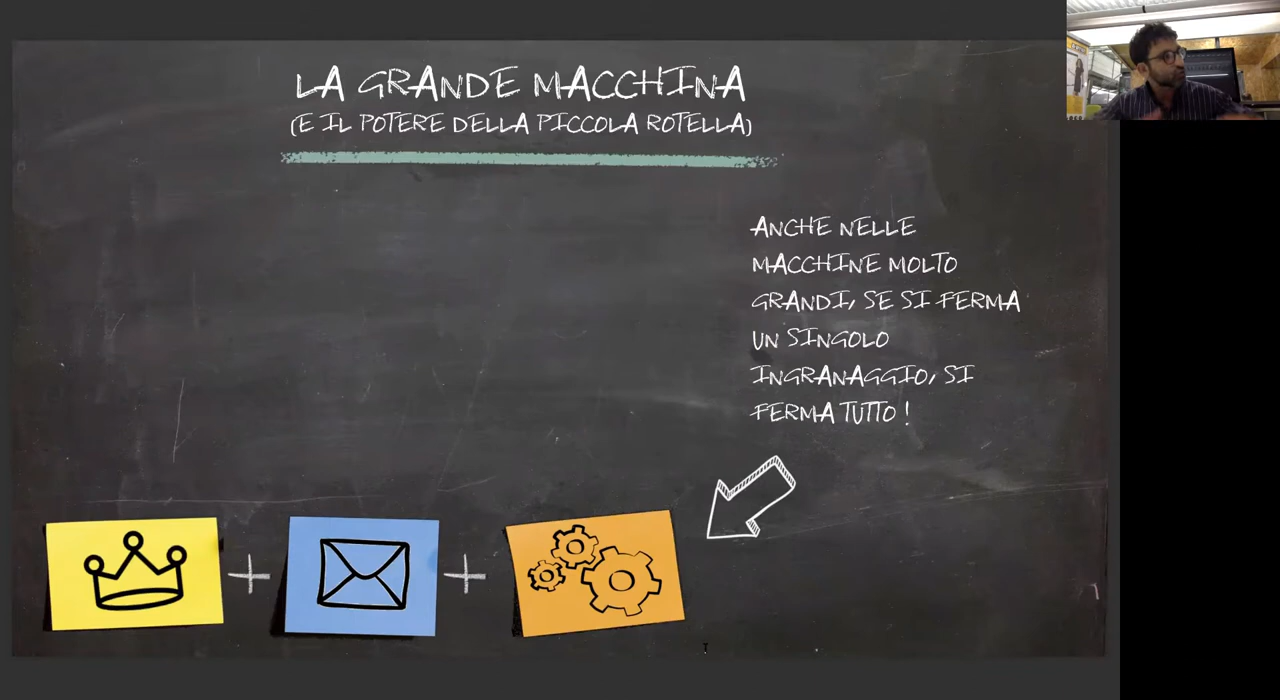 LA GRANDE MACCHINA
(E IL POTERE DELLA PICCOLA ROTELLA)
ANCHE NELLE
MACCHINE MOLTO
GRANDI, SE SI FERMA
UN SINGOLO
INGRANAGGIO, SI
FERMA TUTTO !